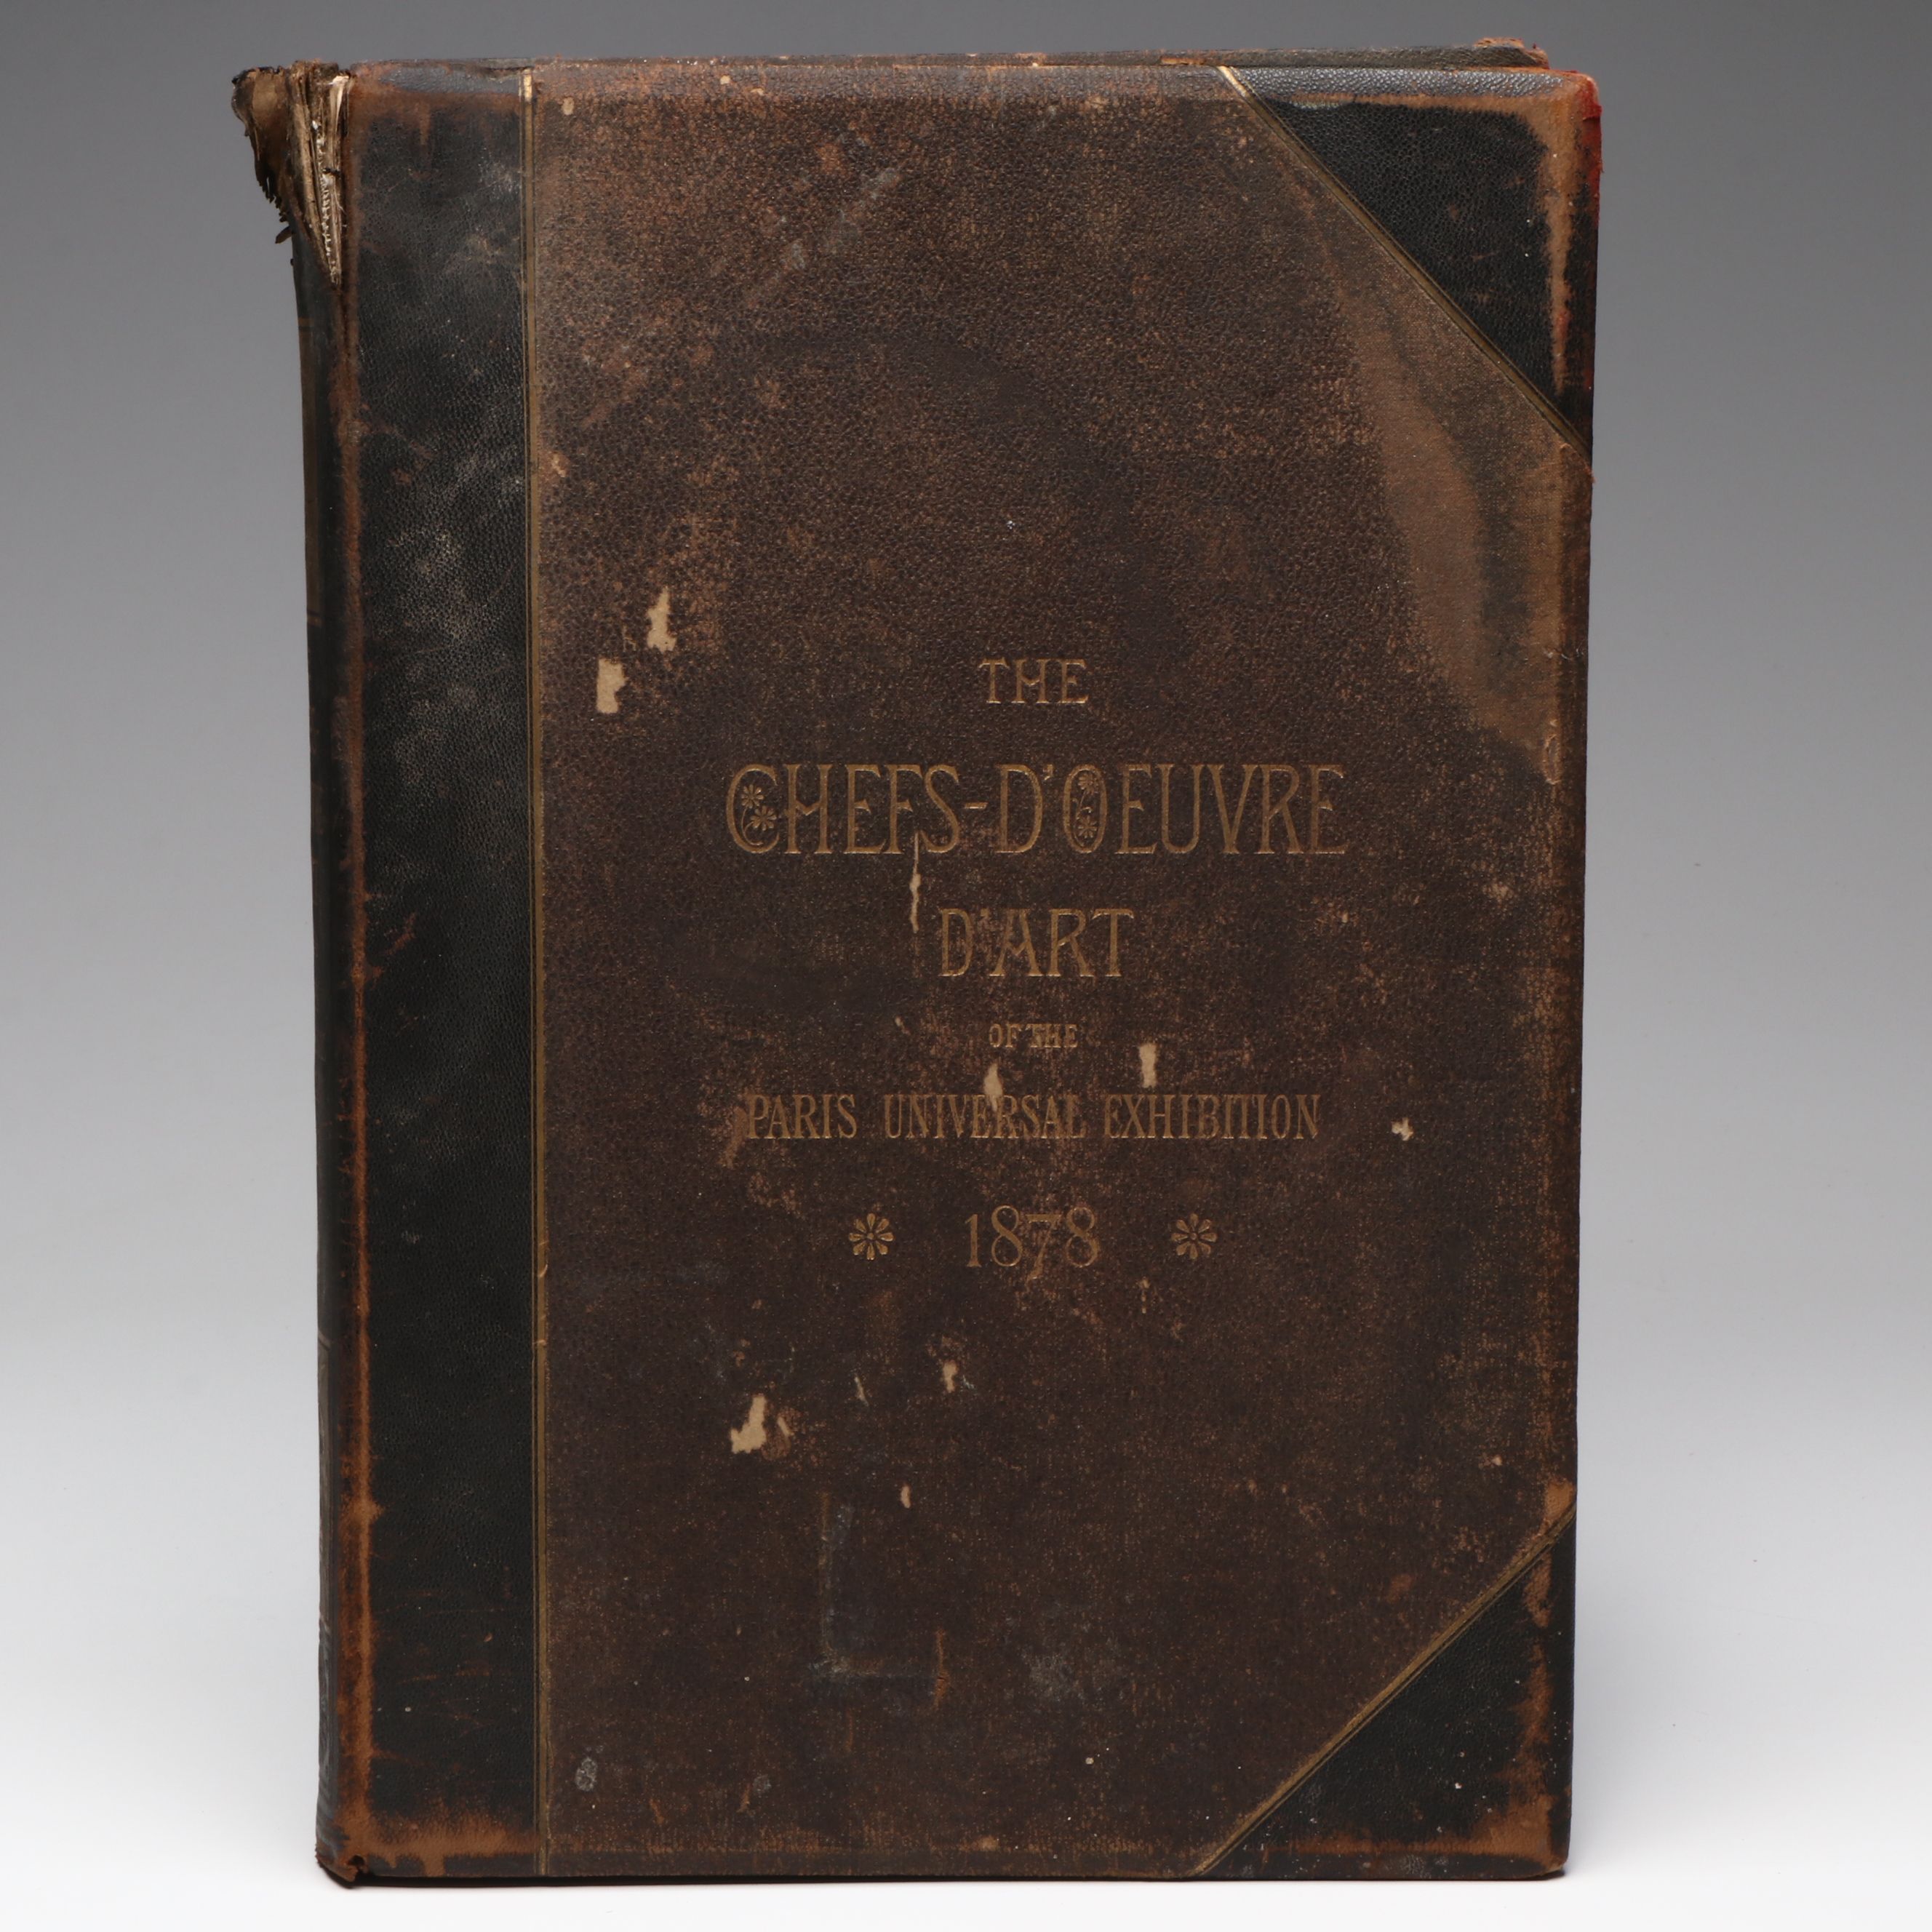 THE
CHEFS-D'OEUVRE
D'ART
OF THE
PARIS UNIVERSAL EXHIBITION
1878